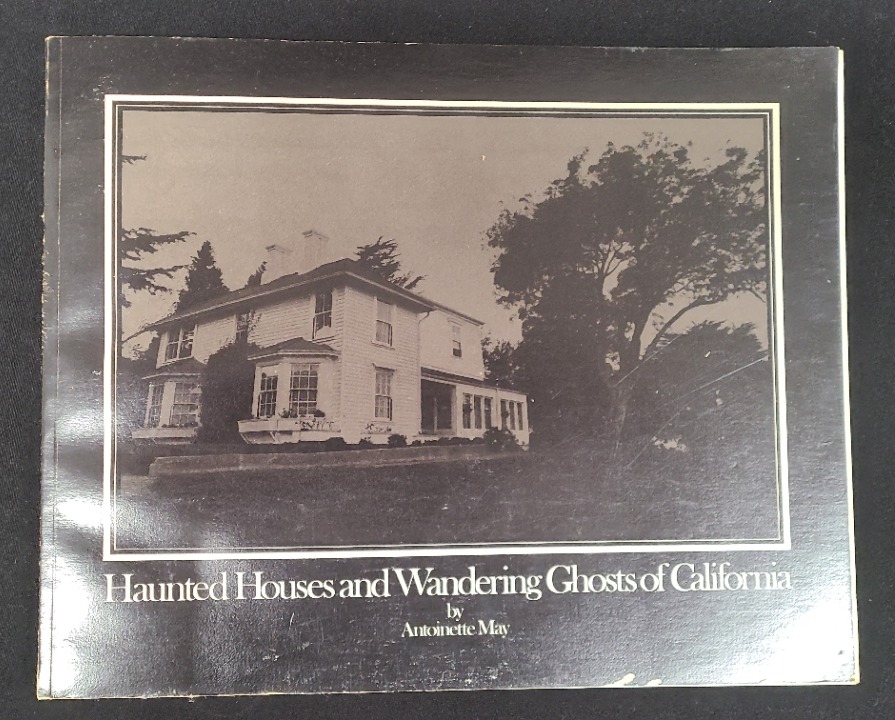 Haunted Houses and Wandering Ghosts of California
by
Antoinette May